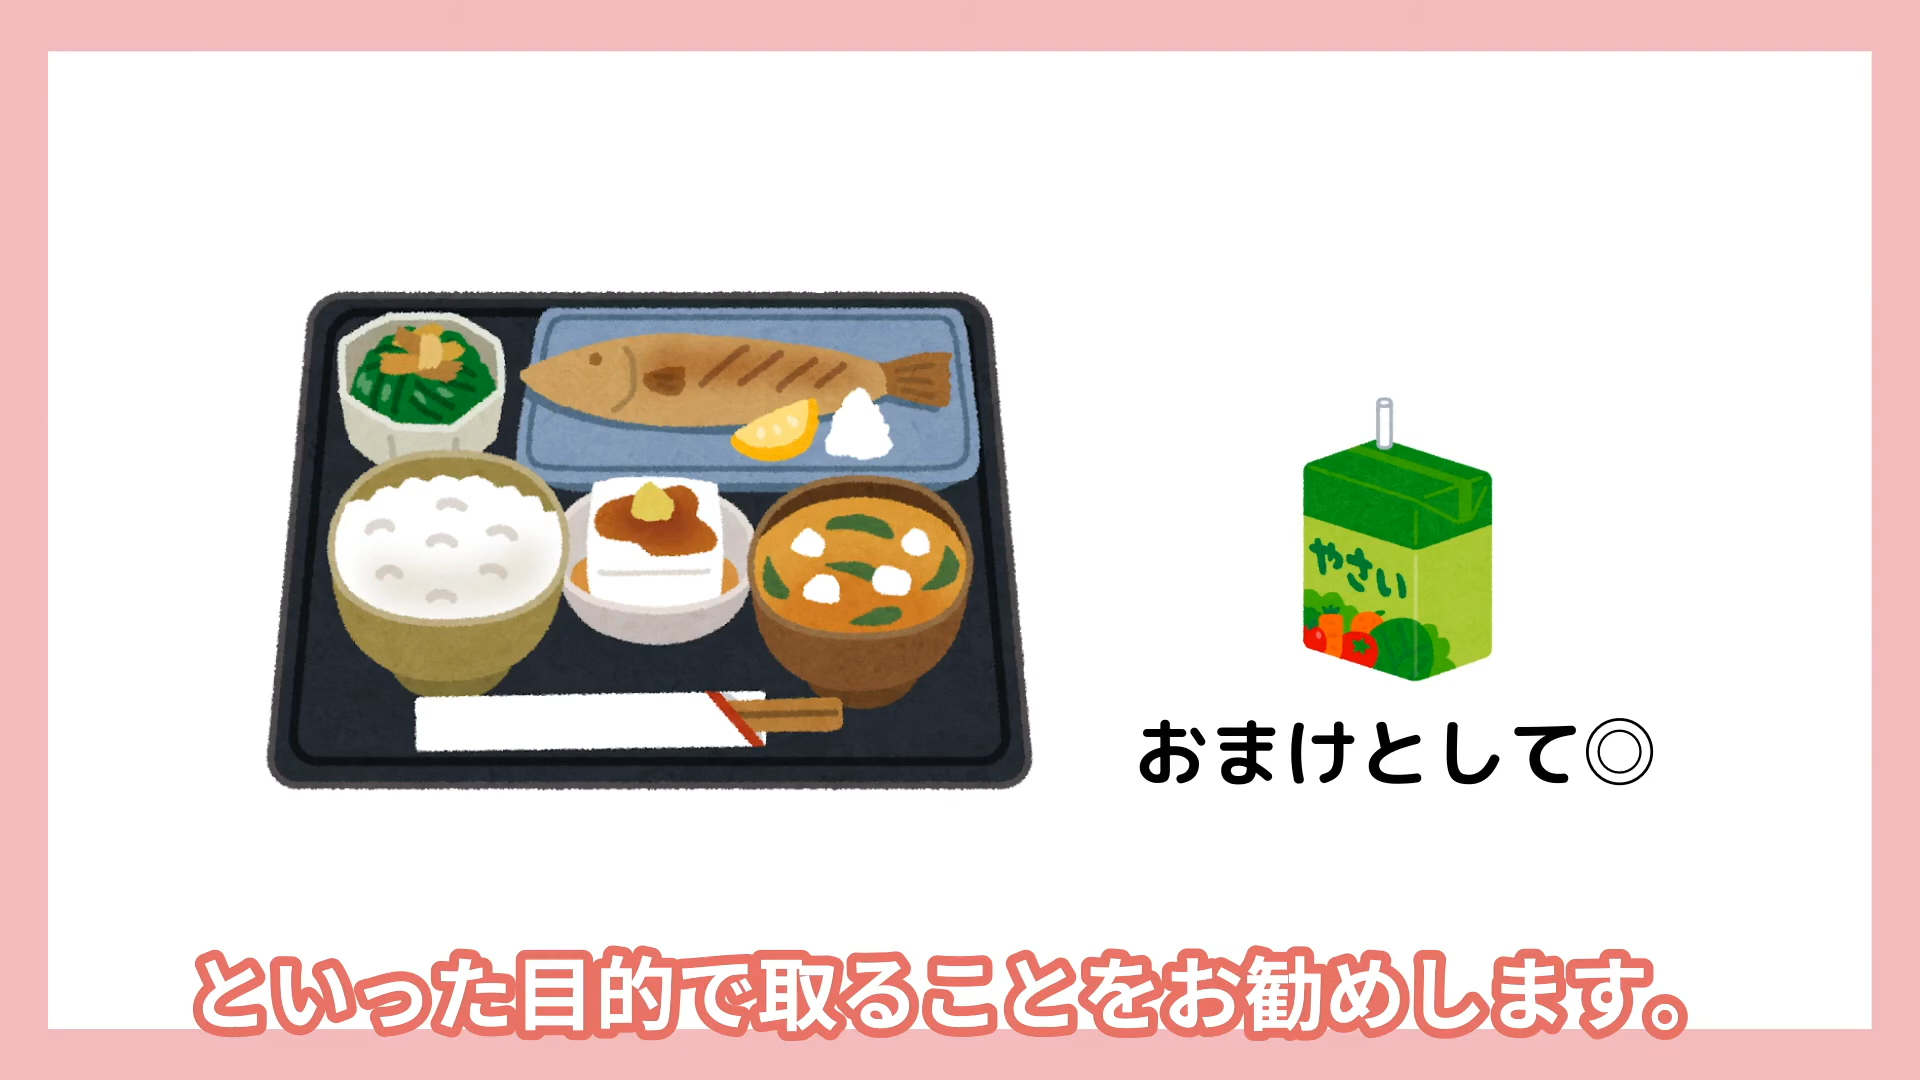 やさい
おまけとして◎
といった目的で取ることをお勧めします。